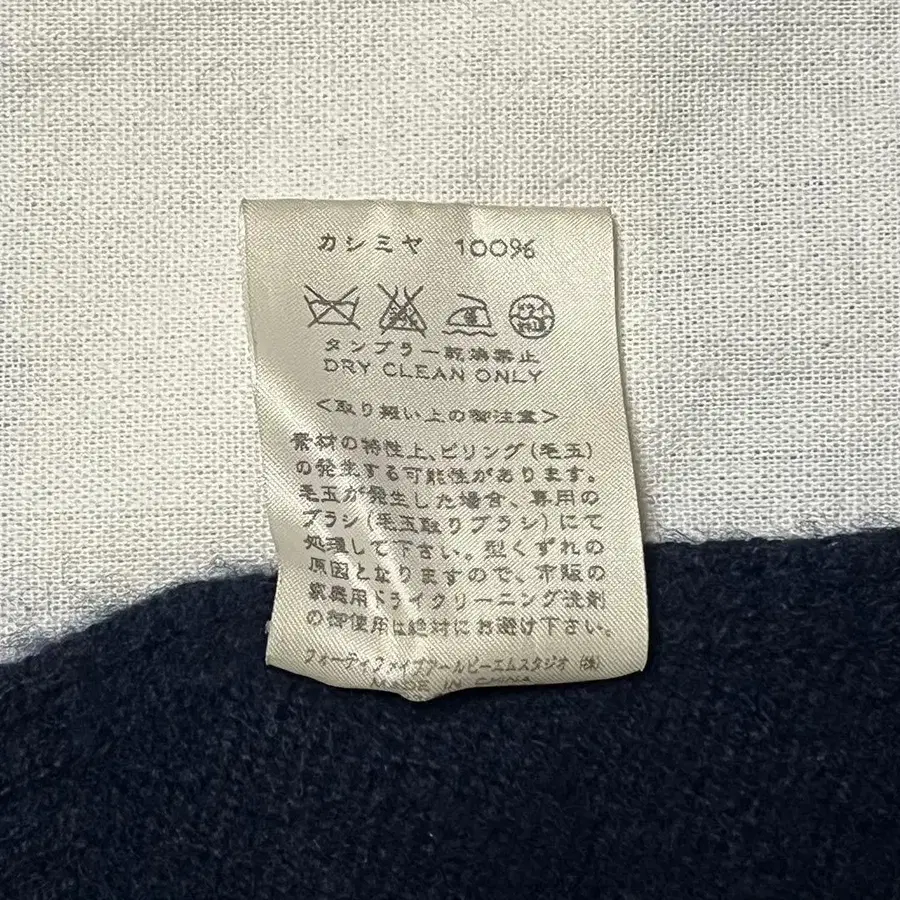 カシミヤ 100%
タンブラー乾燥禁止
DRY CLEAN ONLY
<取り扱い上の御注意>
素材の特性上、ピリング(毛玉)
の発生する可能性があります。
毛玉が発生した場合、専用の
ブラシ(毛玉取りブラシ)にて
処理して下さい。型くずれの
原因となりますので、市販の
家庭用ドライクリーニング洗剤
の御使用は絶対にお避け下さい。
フォーティファイブアールピーエムスタジオ(株)
MADE IN CHINA